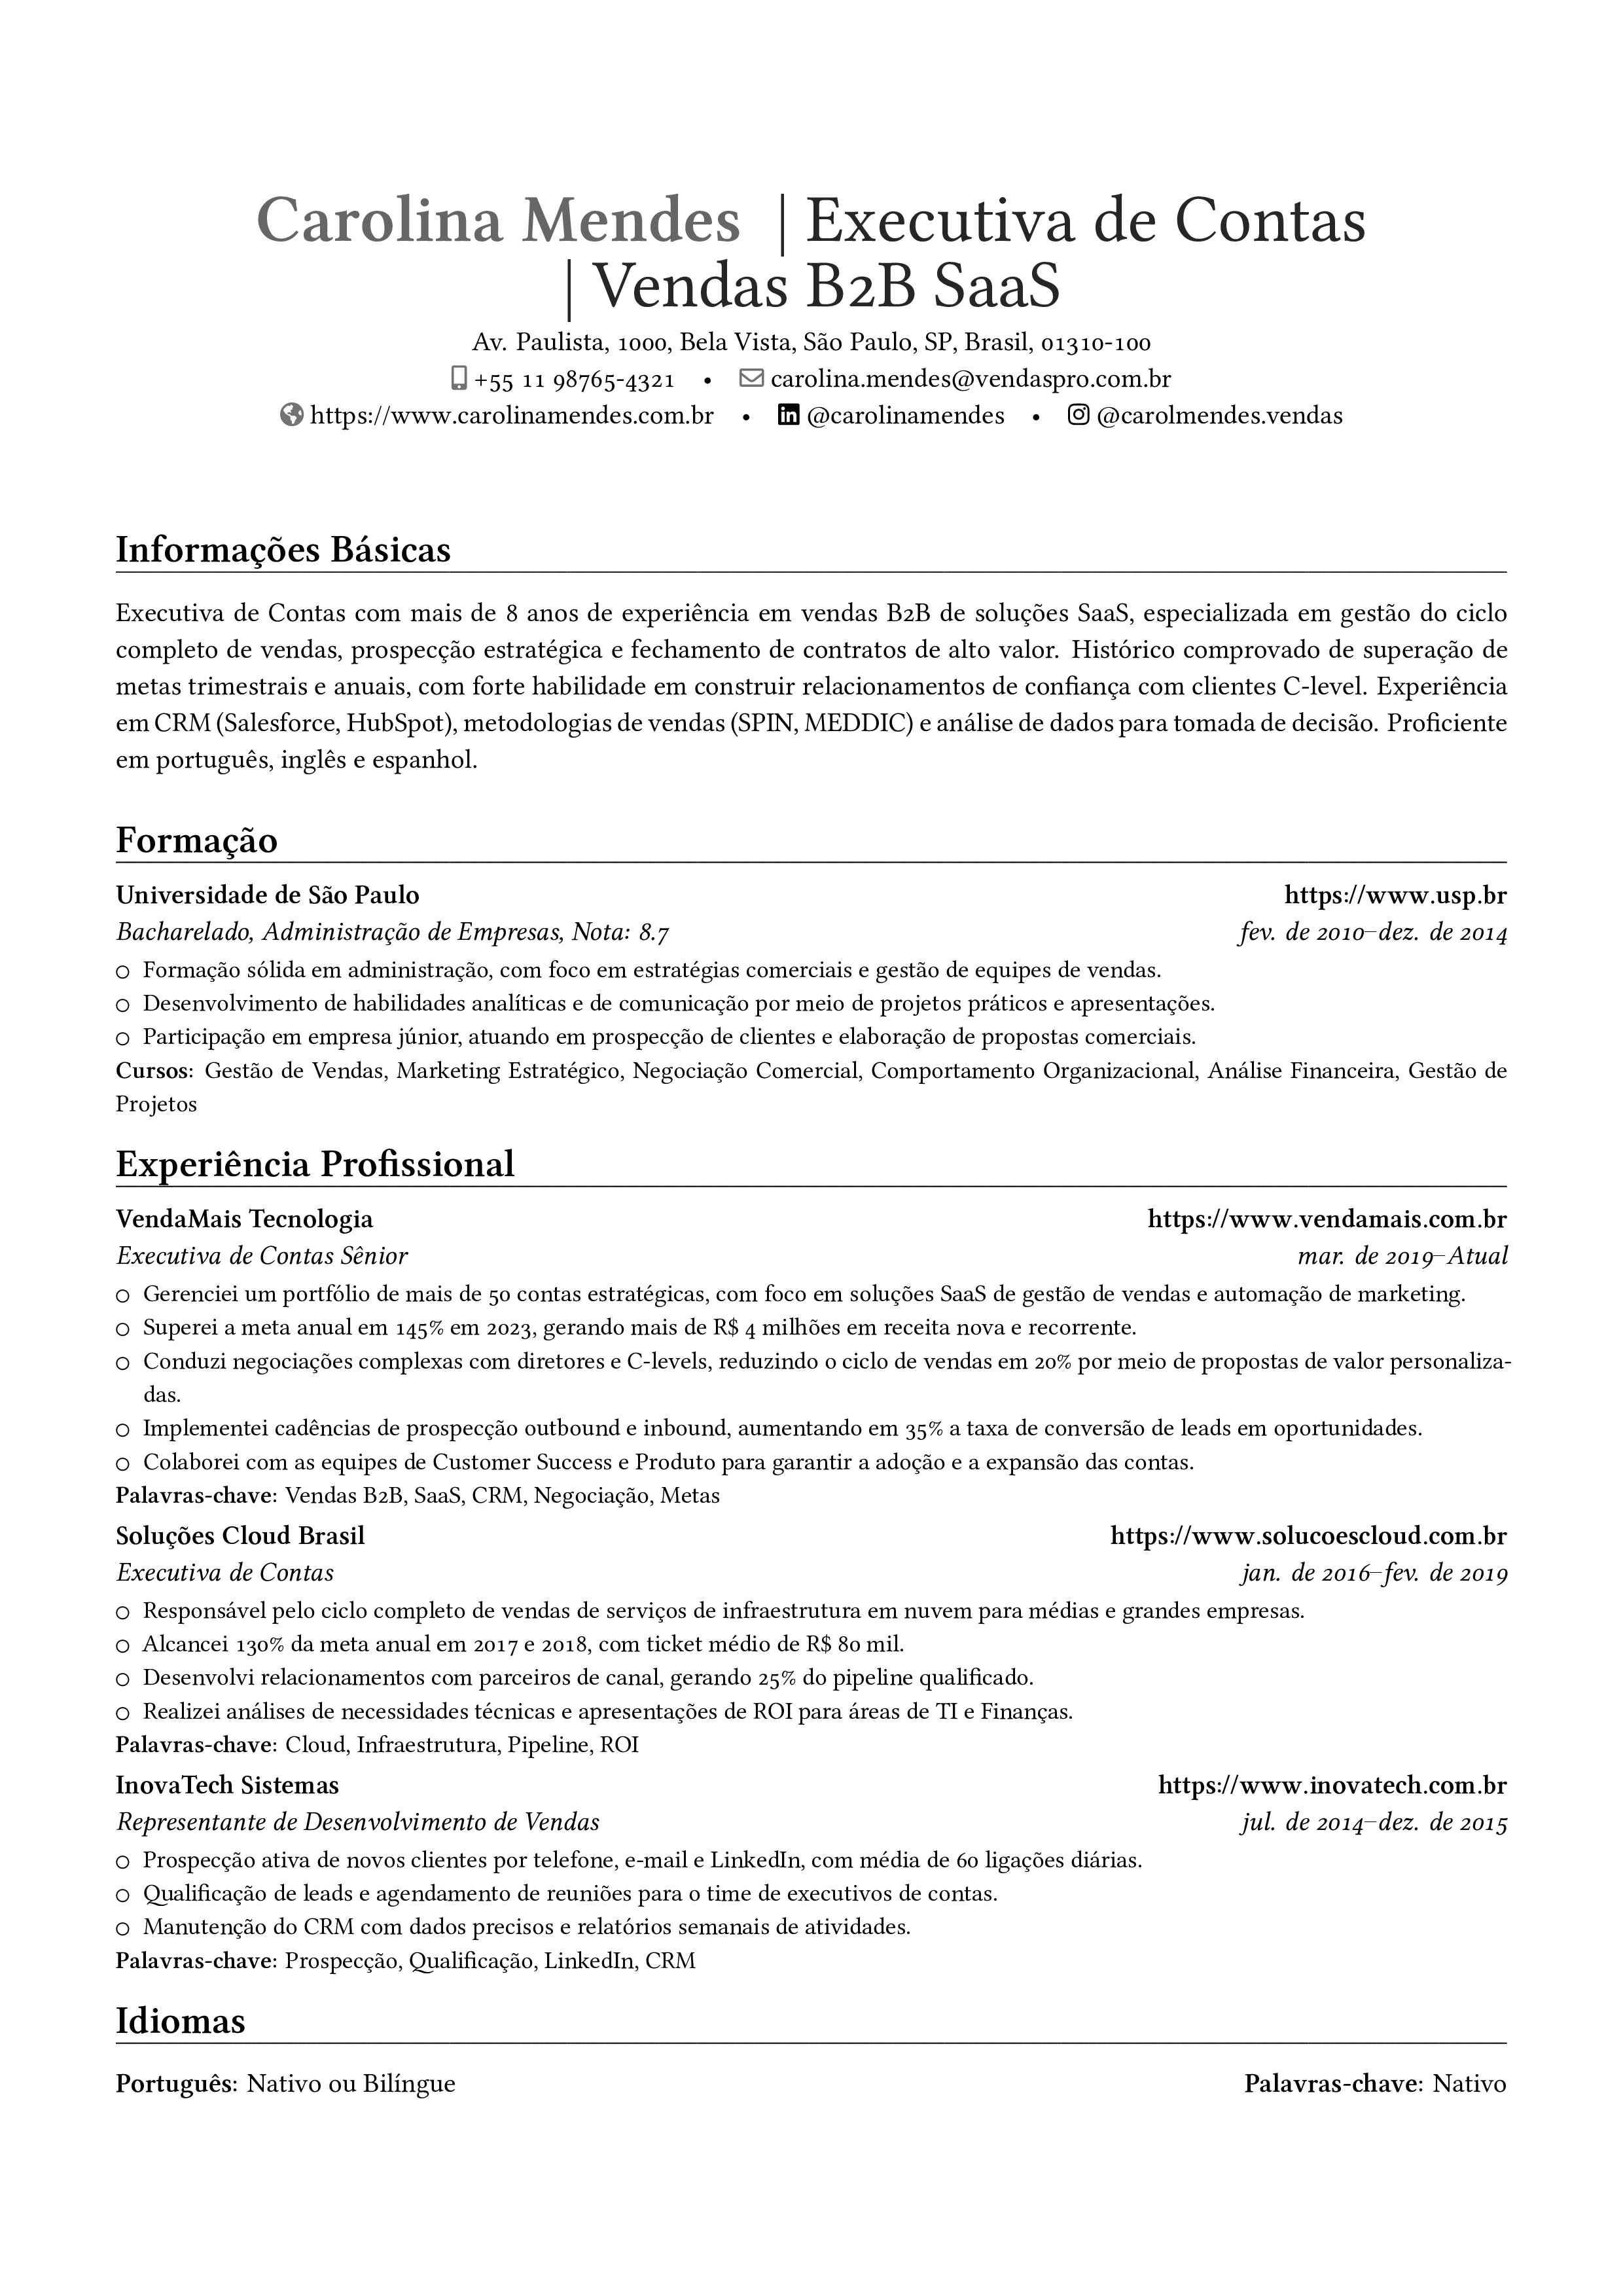 Carolina Mendes | Executiva de Contas
| Vendas B2B SaaS
Av. Paulista, 1000, Bela Vista, São Paulo, SP, Brasil, 01310-100
+55 11 98765-4321 • carolina.mendes@vendaspro.com.br
https://www.carolinamendes.com.br • @carolinamendes • @carolmendes.vendas
Informações Básicas
Executiva de Contas com mais de 8 anos de experiência em vendas B2B de soluções SaaS, especializada em gestão do ciclo
completo de vendas, prospecção estratégica e fechamento de contratos de alto valor. Histórico comprovado de superação de
metas trimestrais e anuais, com forte habilidade em construir relacionamentos de confiança com clientes C-level. Experiência
em CRM (Salesforce, HubSpot), metodologias de vendas (SPIN, MEDDIC) e análise de dados para tomada de decisão. Proficiente
em português, inglês e espanhol.
Formação
Universidade de São Paulo https://www.usp.br
Bacharelado, Administração de Empresas, Nota: 8.7 fev. de 2010–dez. de 2014
○ Formação sólida em administração, com foco em estratégias comerciais e gestão de equipes de vendas.
○ Desenvolvimento de habilidades analíticas e de comunicação por meio de projetos práticos e apresentações.
○ Participação em empresa júnior, atuando em prospecção de clientes e elaboração de propostas comerciais.
Cursos: Gestão de Vendas, Marketing Estratégico, Negociação Comercial, Comportamento Organizacional, Análise Financeira, Gestão de
Projetos
Experiência Profissional
VendaMais Tecnologia https://www.vendamais.com.br
Executiva de Contas Sênior mar. de 2019–Atual
○ Gerenciei um portfólio de mais de 50 contas estratégicas, com foco em soluções SaaS de gestão de vendas e automação de marketing.
○ Superei a meta anual em 145% em 2023, gerando mais de R$ 4 milhões em receita nova e recorrente.
○ Conduzi negociações complexas com diretores e C-levels, reduzindo o ciclo de vendas em 20% por meio de propostas de valor personaliza-
das.
○ Implementei cadências de prospecção outbound e inbound, aumentando em 35% a taxa de conversão de leads em oportunidades.
○ Colaborei com as equipes de Customer Success e Produto para garantir a adoção e a expansão das contas.
Palavras-chave: Vendas B2B, SaaS, CRM, Negociação, Metas
Soluções Cloud Brasil https://www.solucoescloud.com.br
Executiva de Contas jan. de 2016–fev. de 2019
○ Responsável pelo ciclo completo de vendas de serviços de infraestrutura em nuvem para médias e grandes empresas.
○ Alcancei 130% da meta anual em 2017 e 2018, com ticket médio de R$ 80 mil.
○ Desenvolvi relacionamentos com parceiros de canal, gerando 25% do pipeline qualificado.
○ Realizei análises de necessidades técnicas e apresentações de ROI para áreas de TI e Finanças.
Palavras-chave: Cloud, Infraestrutura, Pipeline, ROI
InovaTech Sistemas https://www.inovatech.com.br
Representante de Desenvolvimento de Vendas jul. de 2014–dez. de 2015
○ Prospecção ativa de novos clientes por telefone, e-mail e LinkedIn, com média de 60 ligações diárias.
○ Qualificação de leads e agendamento de reuniões para o time de executivos de contas.
○ Manutenção do CRM com dados precisos e relatórios semanais de atividades.
Palavras-chave: Prospecção, Qualificação, LinkedIn, CRM
Idiomas
Português: Nativo ou Bilíngue Palavras-chave: Nativo